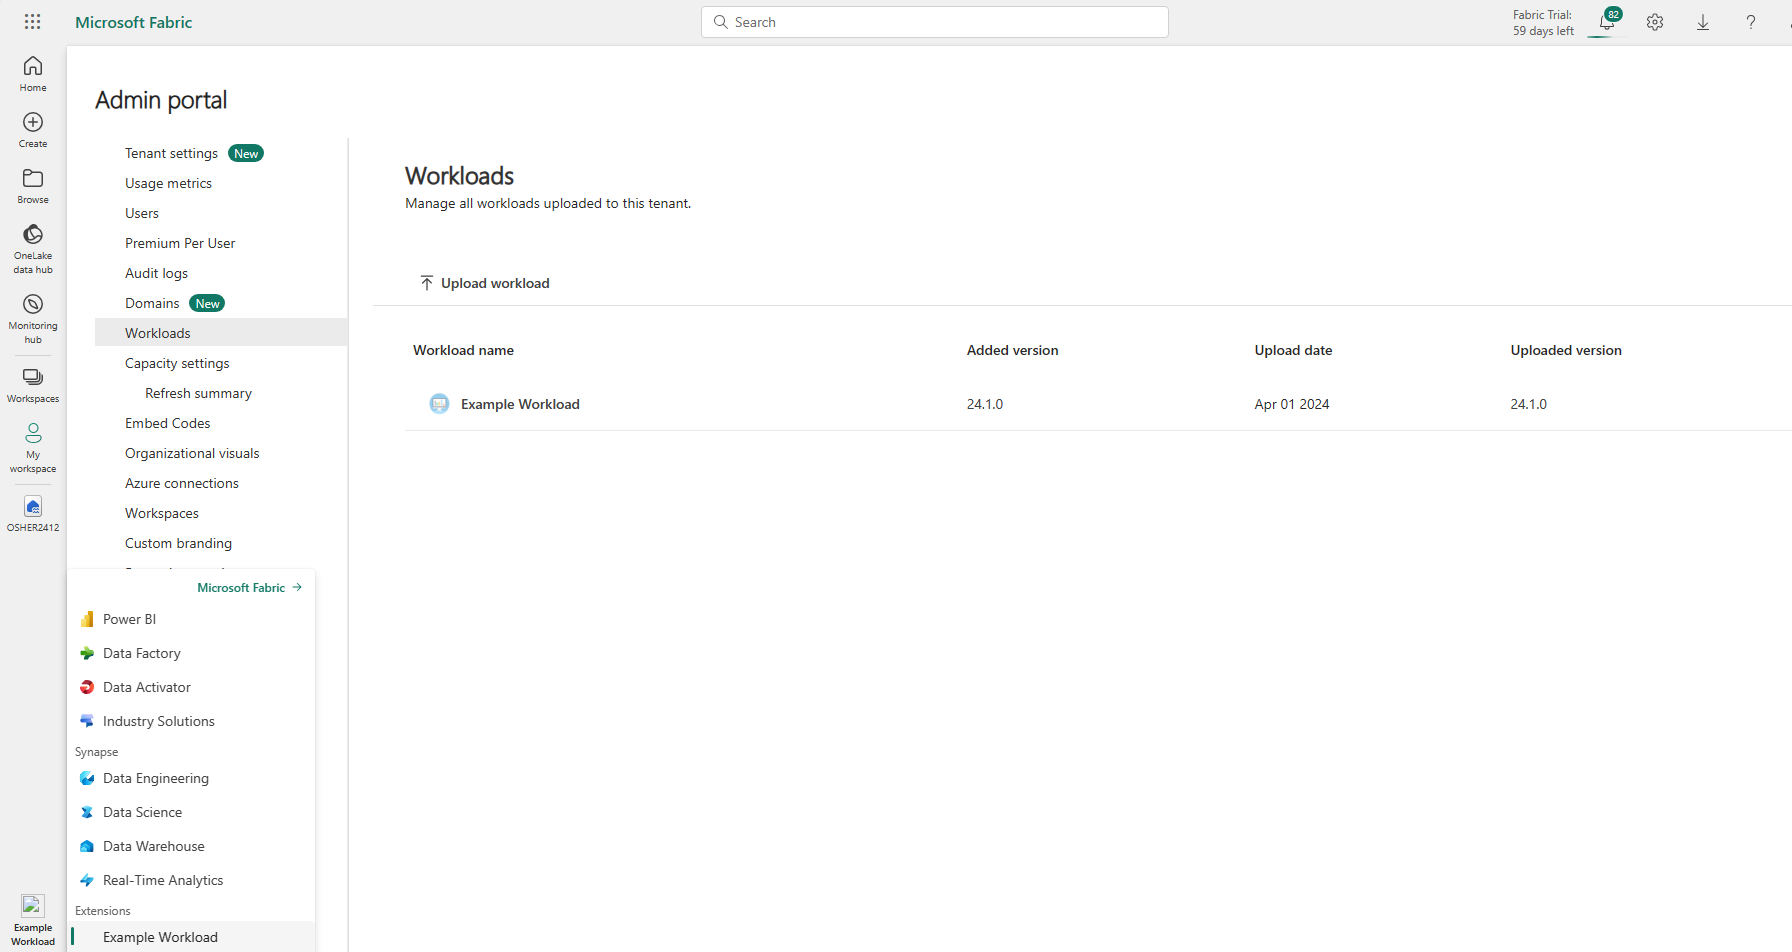 Microsoft Fabric
Search
Fabric Trial:
59 days left
82
Home
Create
Browse
OneLake
data hub
Monitoring
hub
Workspaces
My
workspace
OSHER2412
Example
Workload
Admin portal
Tenant settings New
Usage metrics
Users
Premium Per User
Audit logs
Domains New
Workloads
Capacity settings
Refresh summary
Embed Codes
Organizational visuals
Azure connections
Workspaces
Custom branding
Microsoft Fabric
Power BI
Data Factory
Data Activator
Industry Solutions
Synapse
Data Engineering
Data Science
Data Warehouse
Real-Time Analytics
Extensions
Example Workload
Workloads
Manage all workloads uploaded to this tenant.
Upload workload
Workload name Added version Upload date Uploaded version
Example Workload 24.1.0 Apr 01 2024 24.1.0